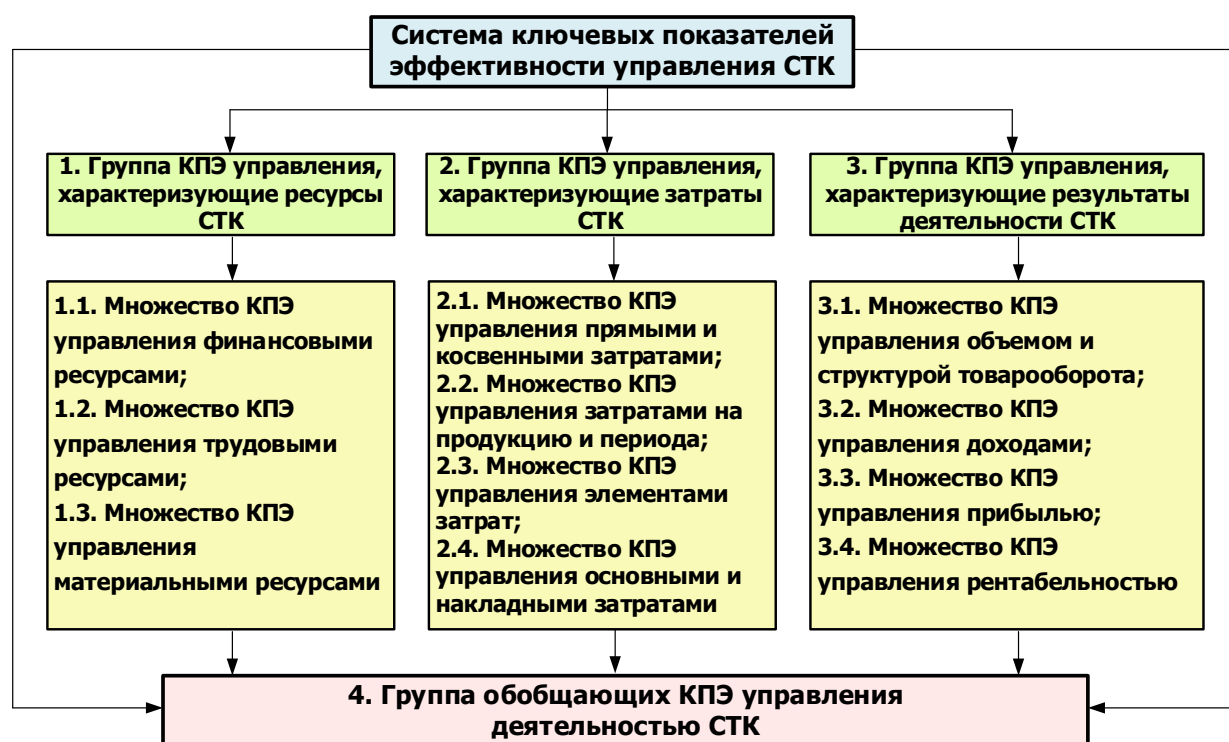 Система ключевых показателей
эффективности управления СТК
1. Группа КПЭ управления,
характеризующие ресурсы
СТК
2. Группа КПЭ управления,
характеризующие затраты
СТК
3. Группа КПЭ управления,
характеризующие результаты
деятельности СТК
1.1. Множество КПЭ
управления финансовыми
ресурсами;
1.2. Множество КПЭ
управления трудовыми
ресурсами;
1.3. Множество КПЭ
управления
материальными ресурсами
2.1. Множество КПЭ
управления прямыми и
косвенными затратами;
2.2. Множество КПЭ
управления затратами на
продукцию и периода;
2.3. Множество КПЭ
управления элементами
затрат;
2.4. Множество КПЭ
управления основными и
накладными затратами
3.1. Множество КПЭ
управления объемом и
структурой товарооборота;
3.2. Множество КПЭ
управления доходами;
3.3. Множество КПЭ
управления прибылью;
3.4. Множество КПЭ
управления рентабельностью
4. Группа обобщающих КПЭ управления
деятельностью СТК